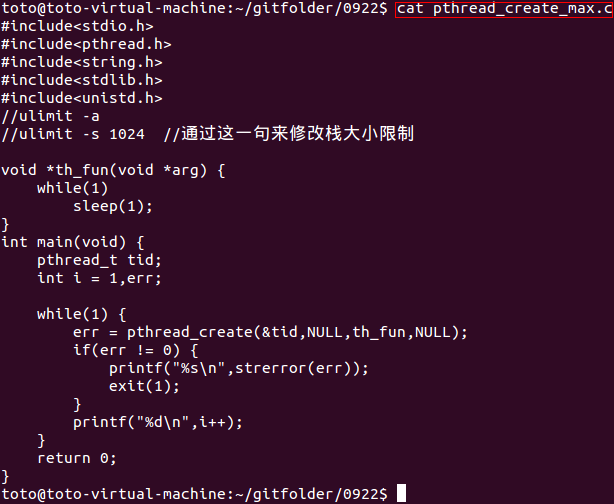 toto@toto-virtual-machine:~/gitfolder/0922$ cat pthread_create_max.c
#include<stdio.h>
#include<pthread.h>
#include<string.h>
#include<stdlib.h>
#include<unistd.h>
//ulimit -a
//ulimit -s 1024  //通过这一句来修改栈大小限制

void *th_fun(void *arg) {
    while(1)
        sleep(1);
}
int main(void) {
    pthread_t tid;
    int i = 1,err;

    while(1) {
        err = pthread_create(&tid,NULL,th_fun,NULL);
        if(err != 0) {
            printf("%s\n",strerror(err));
            exit(1);
        }
        printf("%d\n",i++);
    }
    return 0;
}
toto@toto-virtual-machine:~/gitfolder/0922$